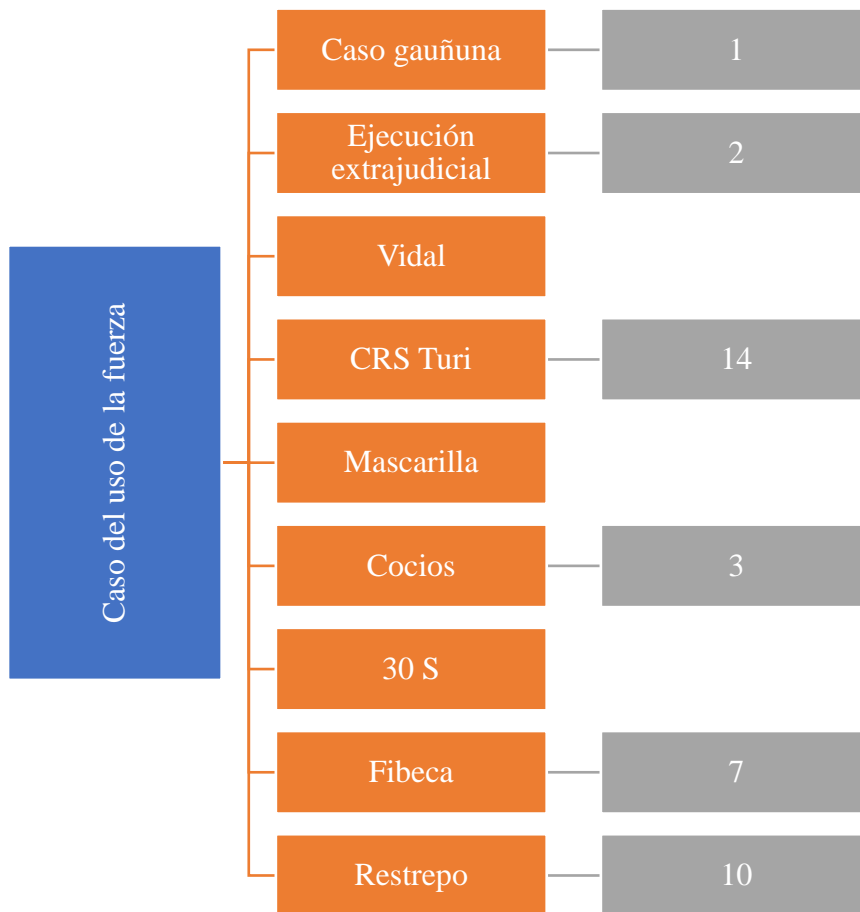 Caso del uso de la fuerza
Caso gauñuna
1
Ejecución
extrajudicial
2
Vidal
CRS Turi
14
Mascarilla
Cocios
3
30 S
Fibeca
7
Restrepo
10